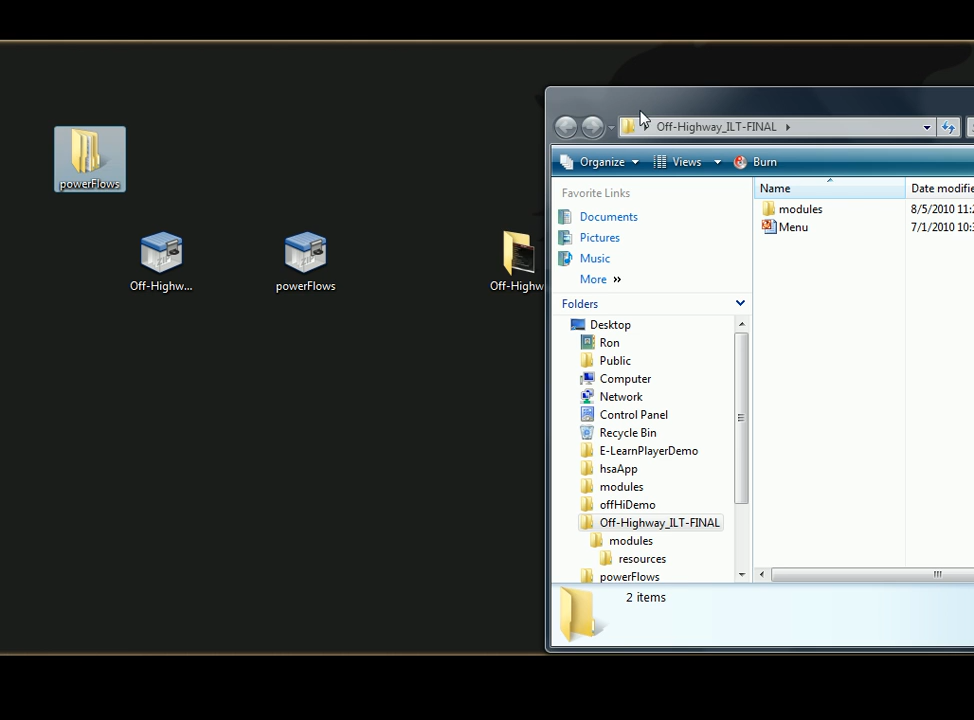 powerFlows
Off-Highw...
powerFlows
Off-Highw
Off-Highway_ILT-FINAL
Organize
Views
Burn
Favorite Links
Documents
Pictures
Music
More
Folders
Desktop
Ron
Public
Computer
Network
Control Panel
Recycle Bin
E-LearnPlayerDemo
hsaApp
modules
offHiDemo
Off-Highway_ILT-FINAL
modules
resources
powerFlows
Name Date modifie
modules 8/5/2010 11:2
Menu 7/1/2010 10:3
2 items